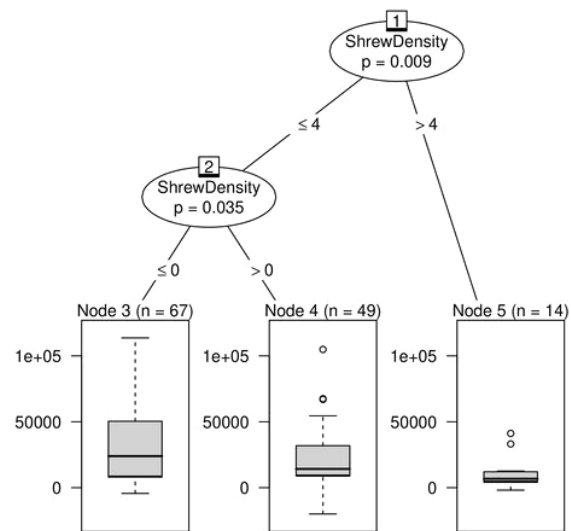 1
ShrewDensity
p = 0.009
≤ 4
> 4
2
ShrewDensity
p = 0.035
≤ 0
> 0
Node 3 (n = 67)
Node 4 (n = 49)
Node 5 (n = 14)
1e+05
50000
0
1e+05
50000
0
1e+05
50000
0